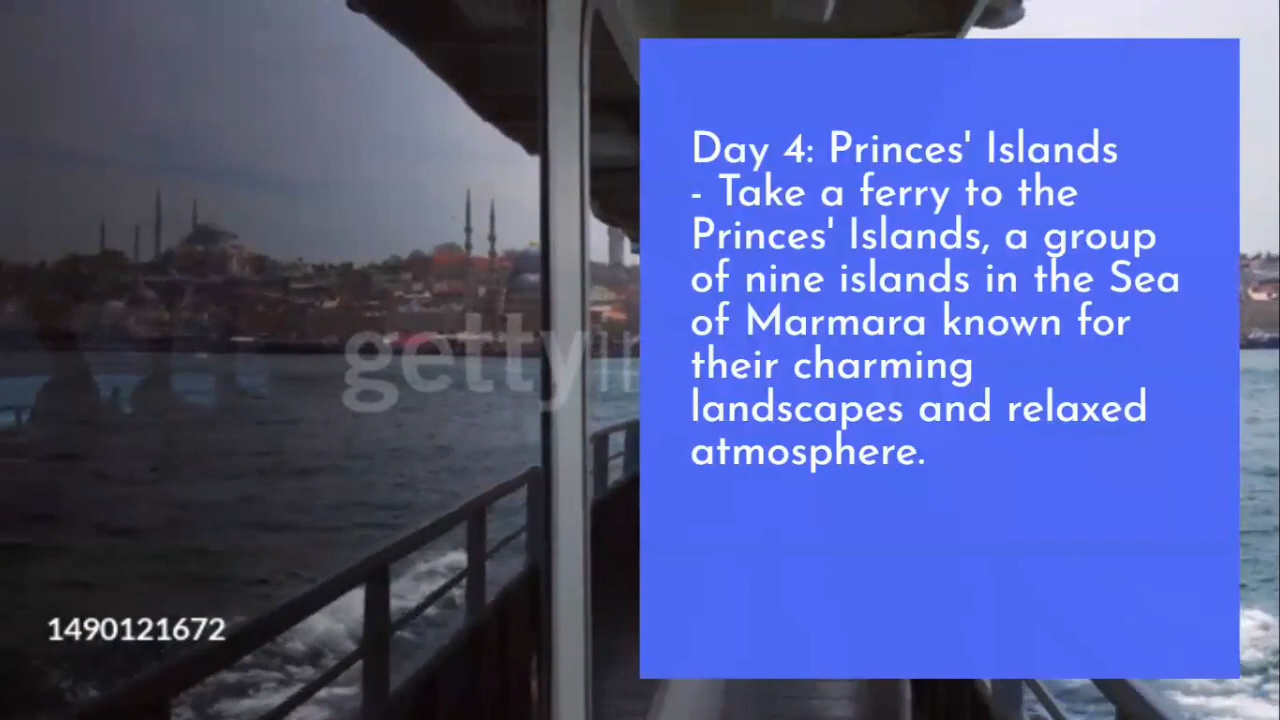 Day 4: Princes' Islands
- Take a ferry to the
Princes' Islands, a group
of nine islands in the Sea
of Marmara known for
their charming
landscapes and relaxed
atmosphere.
getty
1490121672